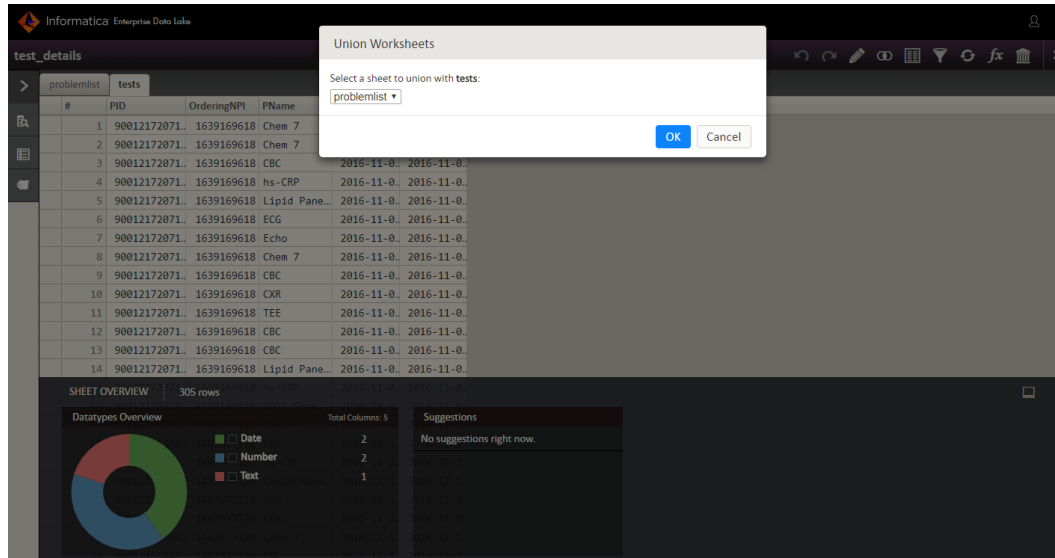 Informatica Enterprise Data Lake
test_details
Union Worksheets
Select a sheet to union with tests:
problemlist
OK Cancel
fx
problemlist tests
# PID OrderingNPI PName
1 90012172071.. 1639169618 Chem 7
2 90012172071.. 1639169618 Chem 7
3 90012172071.. 1639169618 CBC 2016-11-0.. 2016-11-0..
4 90012172071.. 1639169618 hs-CRP 2016-11-0.. 2016-11-0..
5 90012172071.. 1639169618 Lipid Pane... 2016-11-0.. 2016-11-0..
6 90012172071.. 1639169618 ECG 2016-11-0.. 2016-11-0..
7 90012172071.. 1639169618 Echo 2016-11-0.. 2016-11-0..
8 90012172071.. 1639169618 Chem 7 2016-11-0.. 2016-11-0..
9 90012172071.. 1639169618 CBC 2016-11-0.. 2016-11-0..
10 90012172071.. 1639169618 CXR 2016-11-0.. 2016-11-0..
11 90012172071.. 1639169618 TEE 2016-11-0.. 2016-11-0..
12 90012172071.. 1639169618 CBC 2016-11-0.. 2016-11-0..
13 90012172071.. 1639169618 CBC 2016-11-0.. 2016-11-0..
14 90012172071.. 1639169618 Lipid Pane... 2016-11-0.. 2016-11-0..
SHEET OVERVIEW 305 rows
Datatypes Overview Total Columns: 5
Date 2
Number 2
Text 1
Suggestions
No suggestions right now.